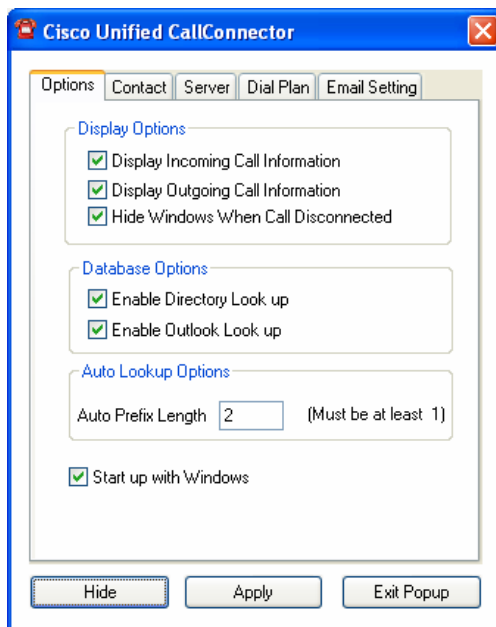 Cisco Unified CallConnector
Options Contact Server Dial Plan Email Setting
Display Options
Display Incoming Call Information
Display Outgoing Call Information
Hide Windows When Call Disconnected
Database Options
Enable Directory Look up
Enable Outlook Look up
Auto Lookup Options
Auto Prefix Length 2 (Must be at least 1)
Start up with Windows
Hide Apply Exit Popup